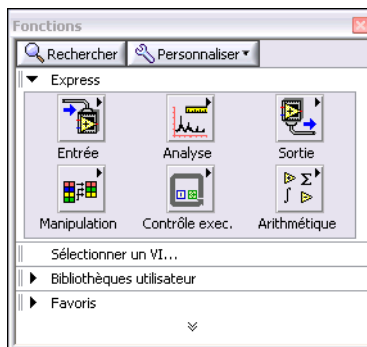 Fonctions
Rechercher Personnaliser
Express
Entrée Analyse Sortie
Manipulation Contrôle exec. Arithmétique
Sélectionner un VI...
Bibliothèques utilisateur
Favoris